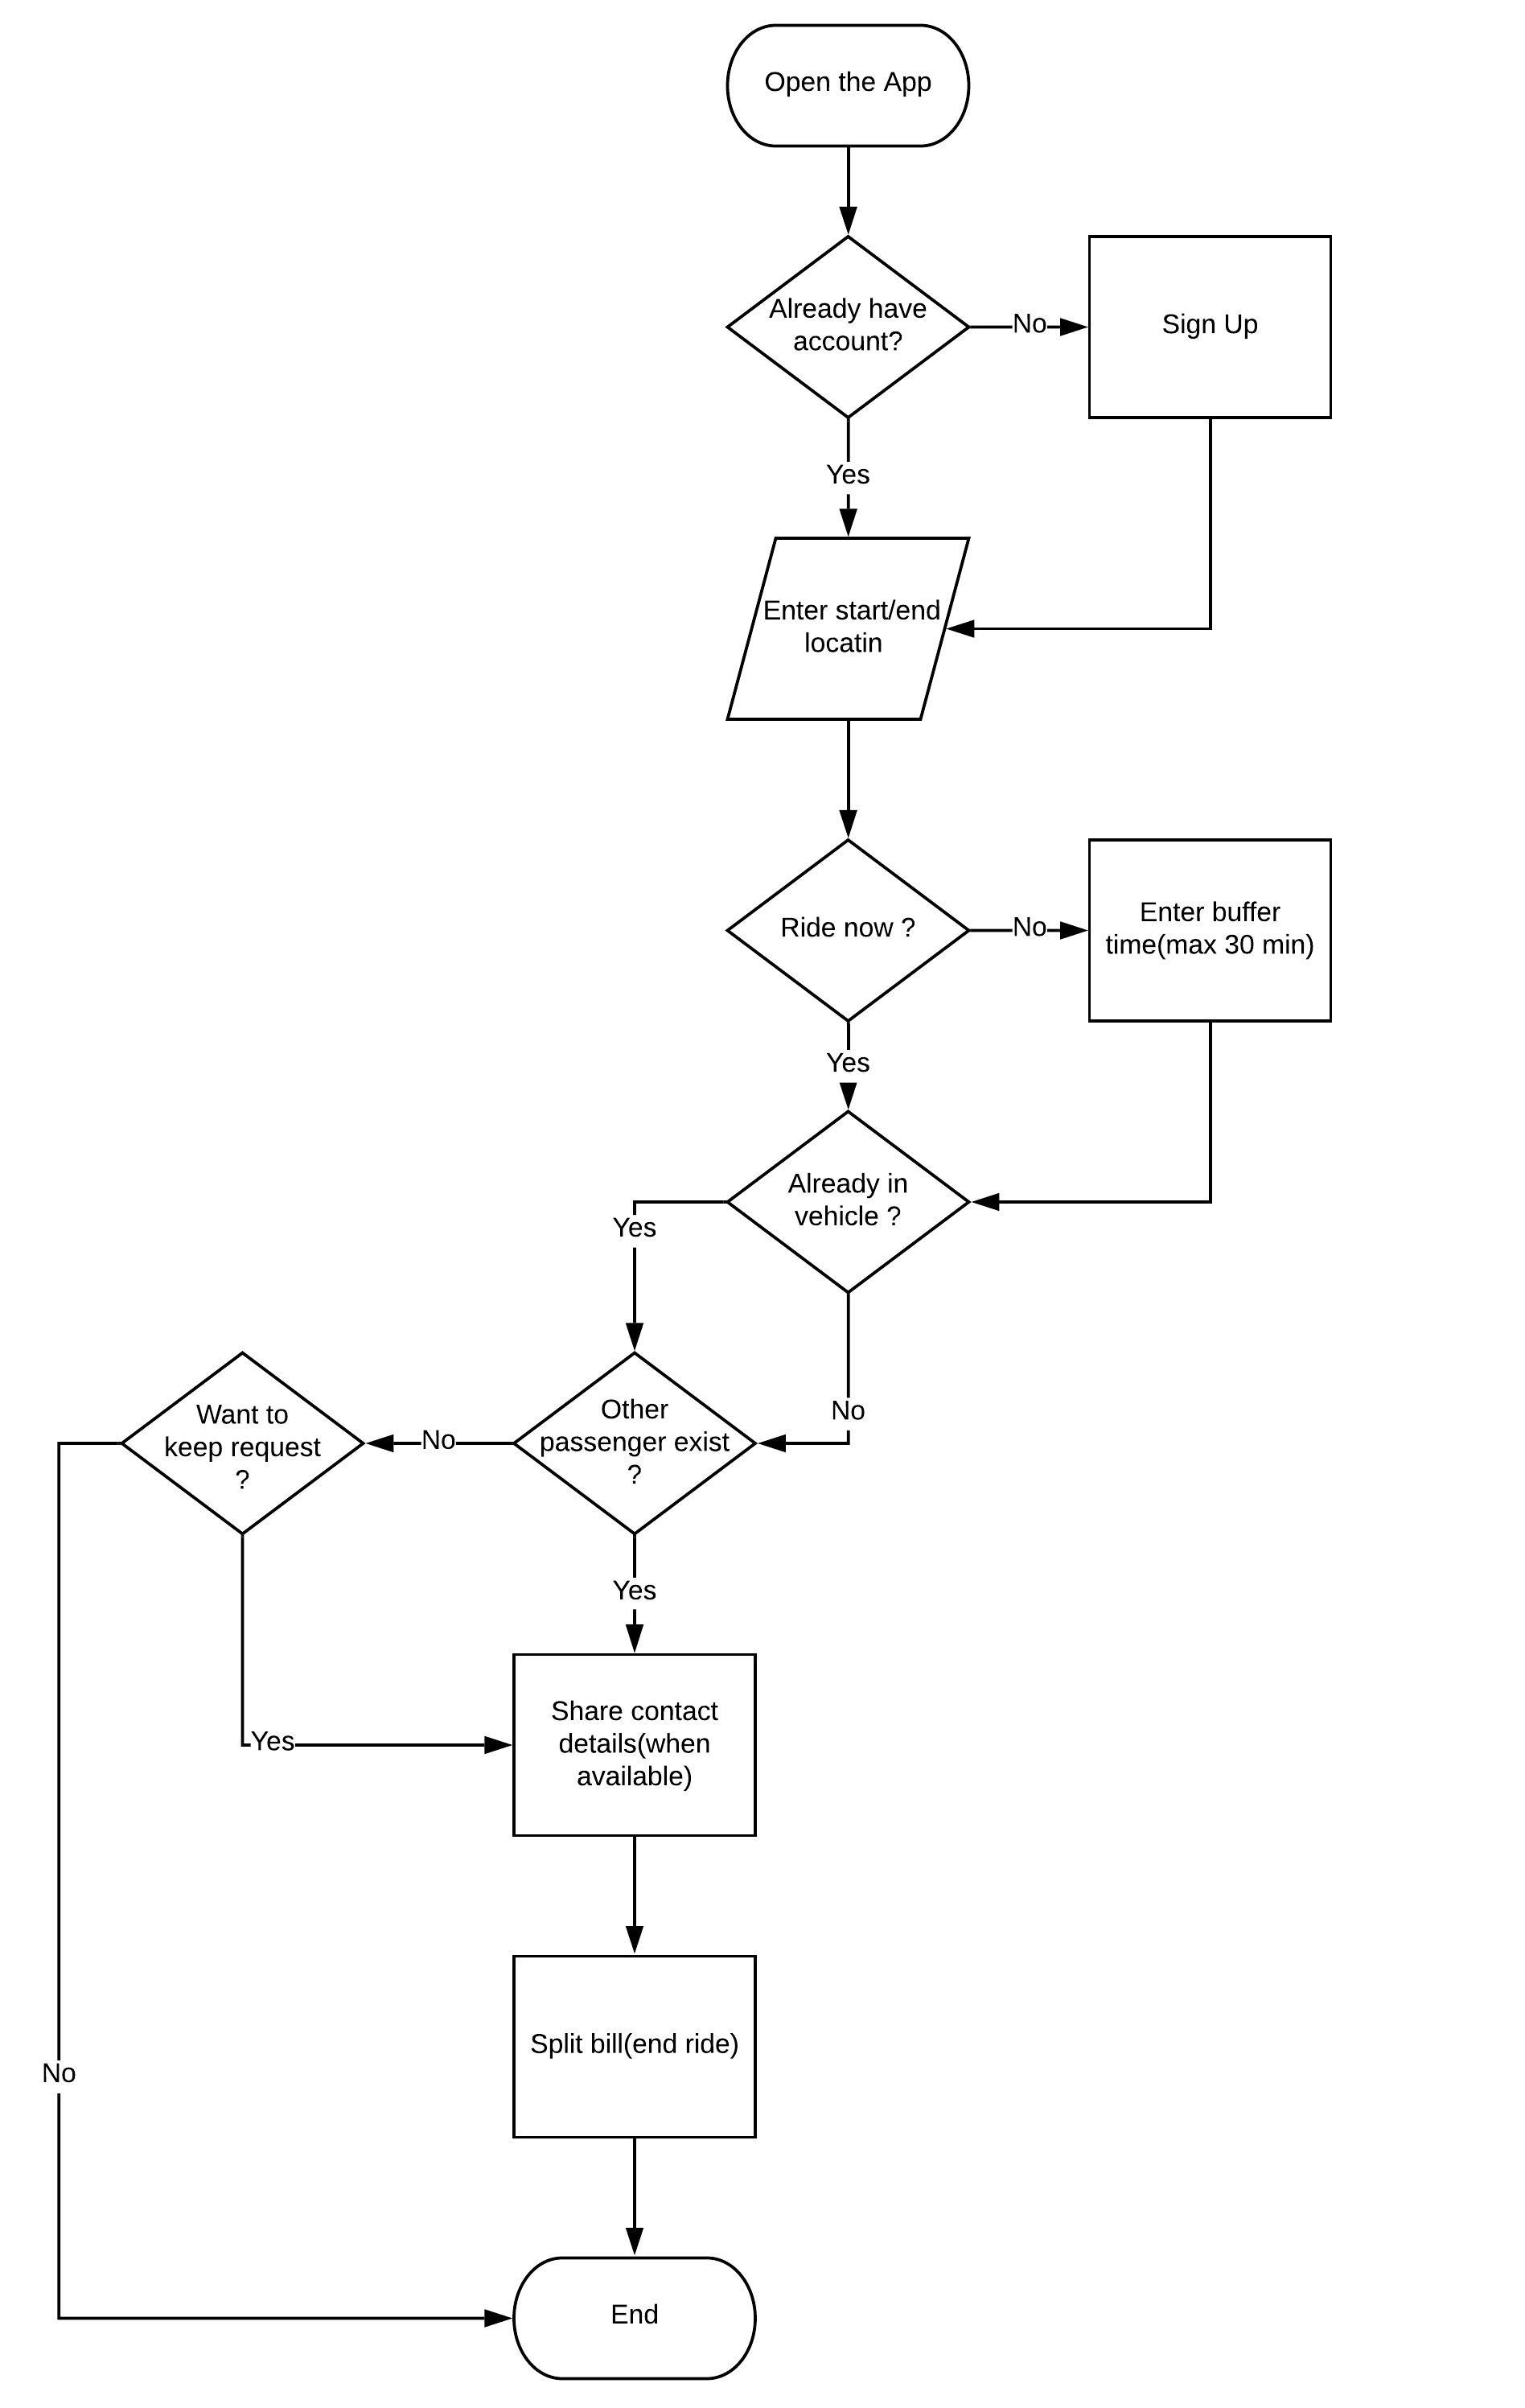 Open the App
Already have
account?
No
Sign Up
Yes
Enter start/end
locatin
Ride now ?
No
Enter buffer
time(max 30 min)
Yes
Already in
vehicle ?
Yes
No
Other
passenger exist
?
No
Want to
keep request
?
Yes
Share contact
details(when
available)
Yes
Split bill(end ride)
No
End